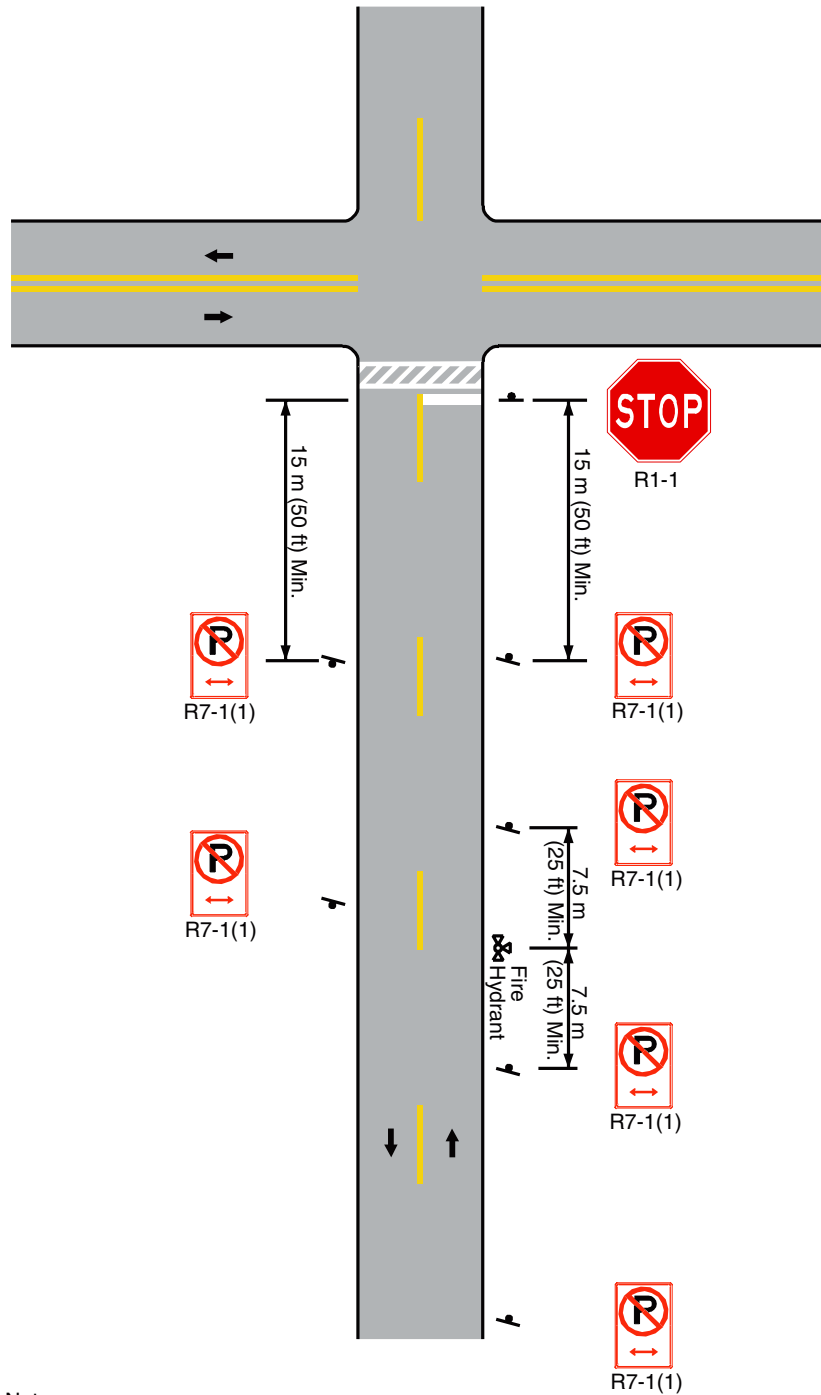 STOP
R1-1
15 m (50 ft) Min.
15 m (50 ft) Min.
P
R7-1(1)
P
R7-1(1)
P
R7-1(1)
7.5 m
(25 ft) Min.
P
R7-1(1)
Fire
Hydrant
7.5 m
(25 ft) Min.
P
R7-1(1)
P
R7-1(1)